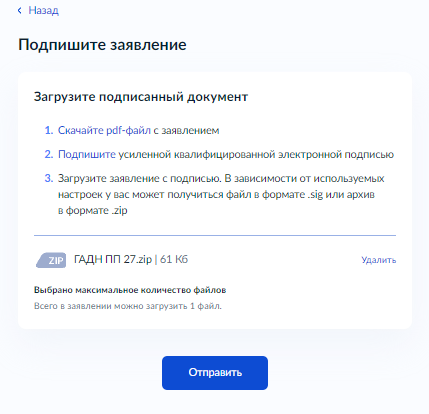 Назад
Подпишите заявление
Загрузите подписанный документ
1. Скачайте pdf-файл с заявлением
2. Подпишите усиленной квалифицированной электронной подписью
3. Загрузите заявление с подписью. В зависимости от используемых
настроек у вас может получиться файл в формате .sig или архив
в формате .zip
ZIP ГАДН ПП 27.zip | 61 Кб Удалить
Выбрано максимальное количество файлов
Всего в заявлении можно загрузить 1 файл.
Отправить